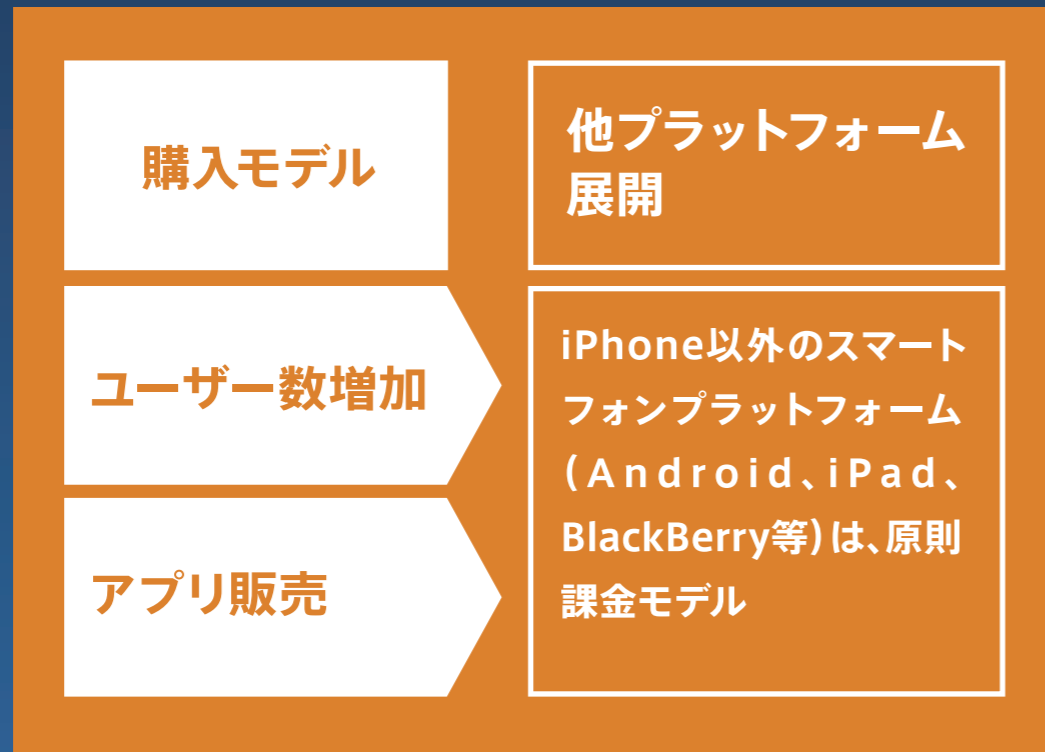 購入モデル
他プラットフォーム
展開
ユーザー数増加
アプリ販売
iPhone以外のスマート
フォンプラットフォーム
(Android、iPad、
BlackBerry等)は、原則
課金モデル